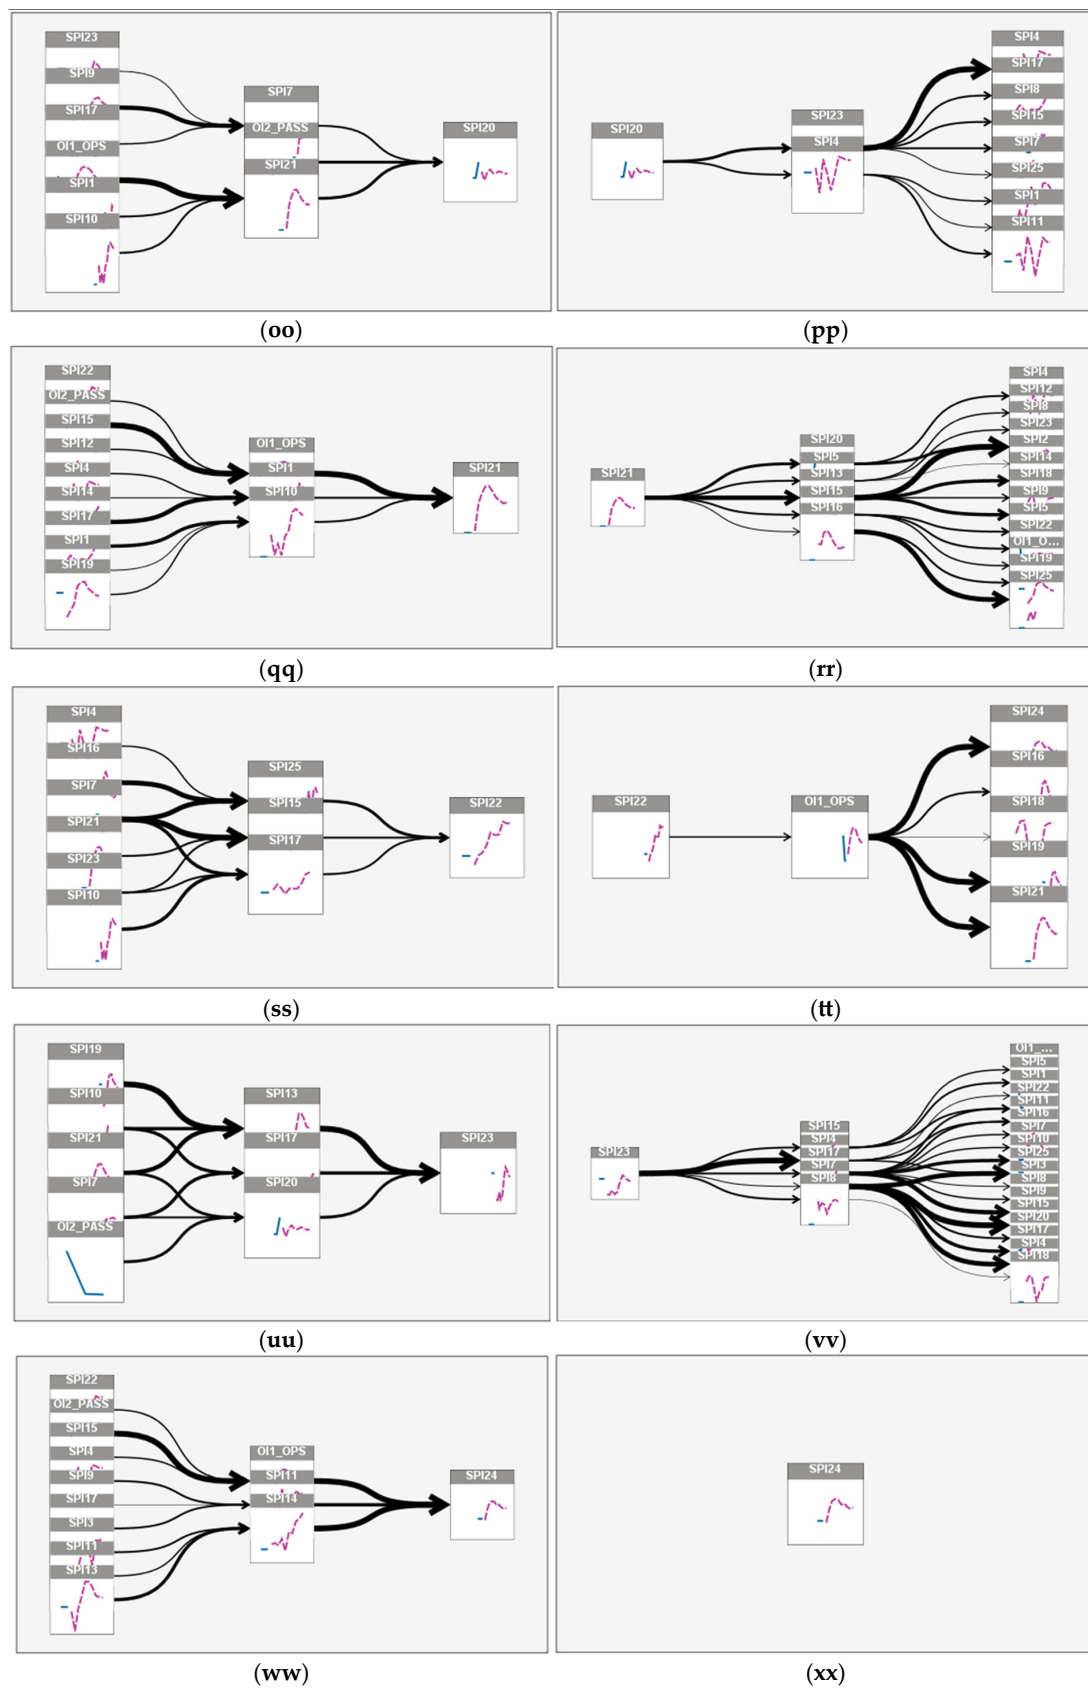 SPI23
SPI9
SPI17
OI1_OPS
SPI1
SPI10
SPI7
OI2_PASS
SPI21
SPI20
(oo)
SPI20
SPI23
SPI4
SPI4
SPI17
SPI8
SPI15
SPI7
SPI25
SPI1
SPI11
(pp)
SPI22
OI2_PASS
SPI15
SPI12
SPI4
SPI14
SPI17
SPI1
SPI19
OI1_OPS
SPI1
SPI10
SPI21
(qq)
SPI21
SPI20
SPI5
SPI13
SPI15
SPI16
SPI4
SPI12
SPI8
SPI23
SPI2
SPI14
SPI18
SPI9
SPI5
SPI22
OI1_O...
SPI19
SPI25
(rr)
SPI4
SPI16
SPI7
SPI21
SPI23
SPI10
SPI25
SPI15
SPI17
SPI22
(ss)
SPI22
OI1_OPS
SPI24
SPI16
SPI18
SPI19
SPI21
(tt)
SPI19
SPI10
SPI21
SPI7
OI2_PASS
SPI13
SPI17
SPI20
SPI23
(uu)
SPI23
SPI15
SPI4
SPI17
SPI7
SPI8
OI1_...
SPI5
SPI1
SPI22
SPI11
SPI16
SPI7
SPI10
SPI25
SPI3
SPI8
SPI9
SPI15
SPI20
SPI17
SPI4
SPI18
(vv)
SPI22
OI2_PASS
SPI15
SPI4
SPI9
SPI17
SPI3
SPI11
SPI13
OI1_OPS
SPI11
SPI14
SPI24
(ww)
SPI24
(xx)